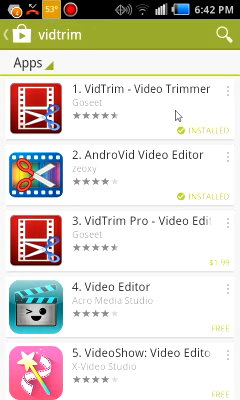 53°
6:42 PM
vidtrim
Apps
1. VidTrim - Video Trimmer
Goseet
INSTALLED
2. AndroVid Video Editor
zeoxy
INSTALLED
3. VidTrim Pro - Video Edit
Goseet
$1.99
4. Video Editor
Acro Media Studio
FREE
5. VideoShow: Video Edito
X-Video Studio
FREE